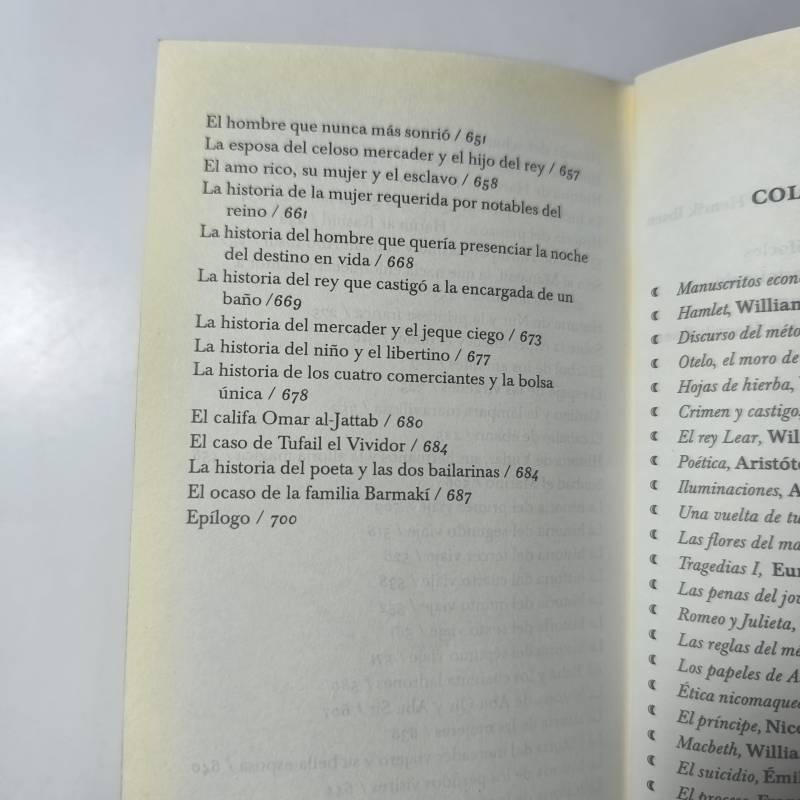 El hombre que nunca más sonrió / 651
La esposa del celoso mercader y el hijo del rey / 657
El amo rico, su mujer y el esclavo / 658
La historia de la mujer requerida por notables del
reino / 661
La historia del hombre que quería presenciar la noche
del destino en vida / 668
La historia del rey que castigó a la encargada de un
baño /669
La historia del mercader y el jeque ciego / 673
La historia del niño y el libertino / 677
La historia de los cuatro comerciantes y la bolsa
única / 678
El califa Omar al-Jattab / 680
El caso de Tufail el Vividor / 684
La historia del poeta y las dos bailarinas / 684
El ocaso de la familia Barmakí / 687
Epílogo / 700
COL
Manuscritos econ
Hamlet, William
Discurso del méto
Otelo, el moro de
Hojas de hierba,
Crimen y castigo
El rey Lear, Wil
Poética, Aristót
Iluminaciones, A
Una vuelta de tu
Las flores del ma
Tragedias I, Eur
Las penas del jov
Romeo y Julieta,
Las reglas del mé
Los papeles de A
Ética nicomaque
El príncipe, Nic
Macbeth, Willia
El suicidio, Émi